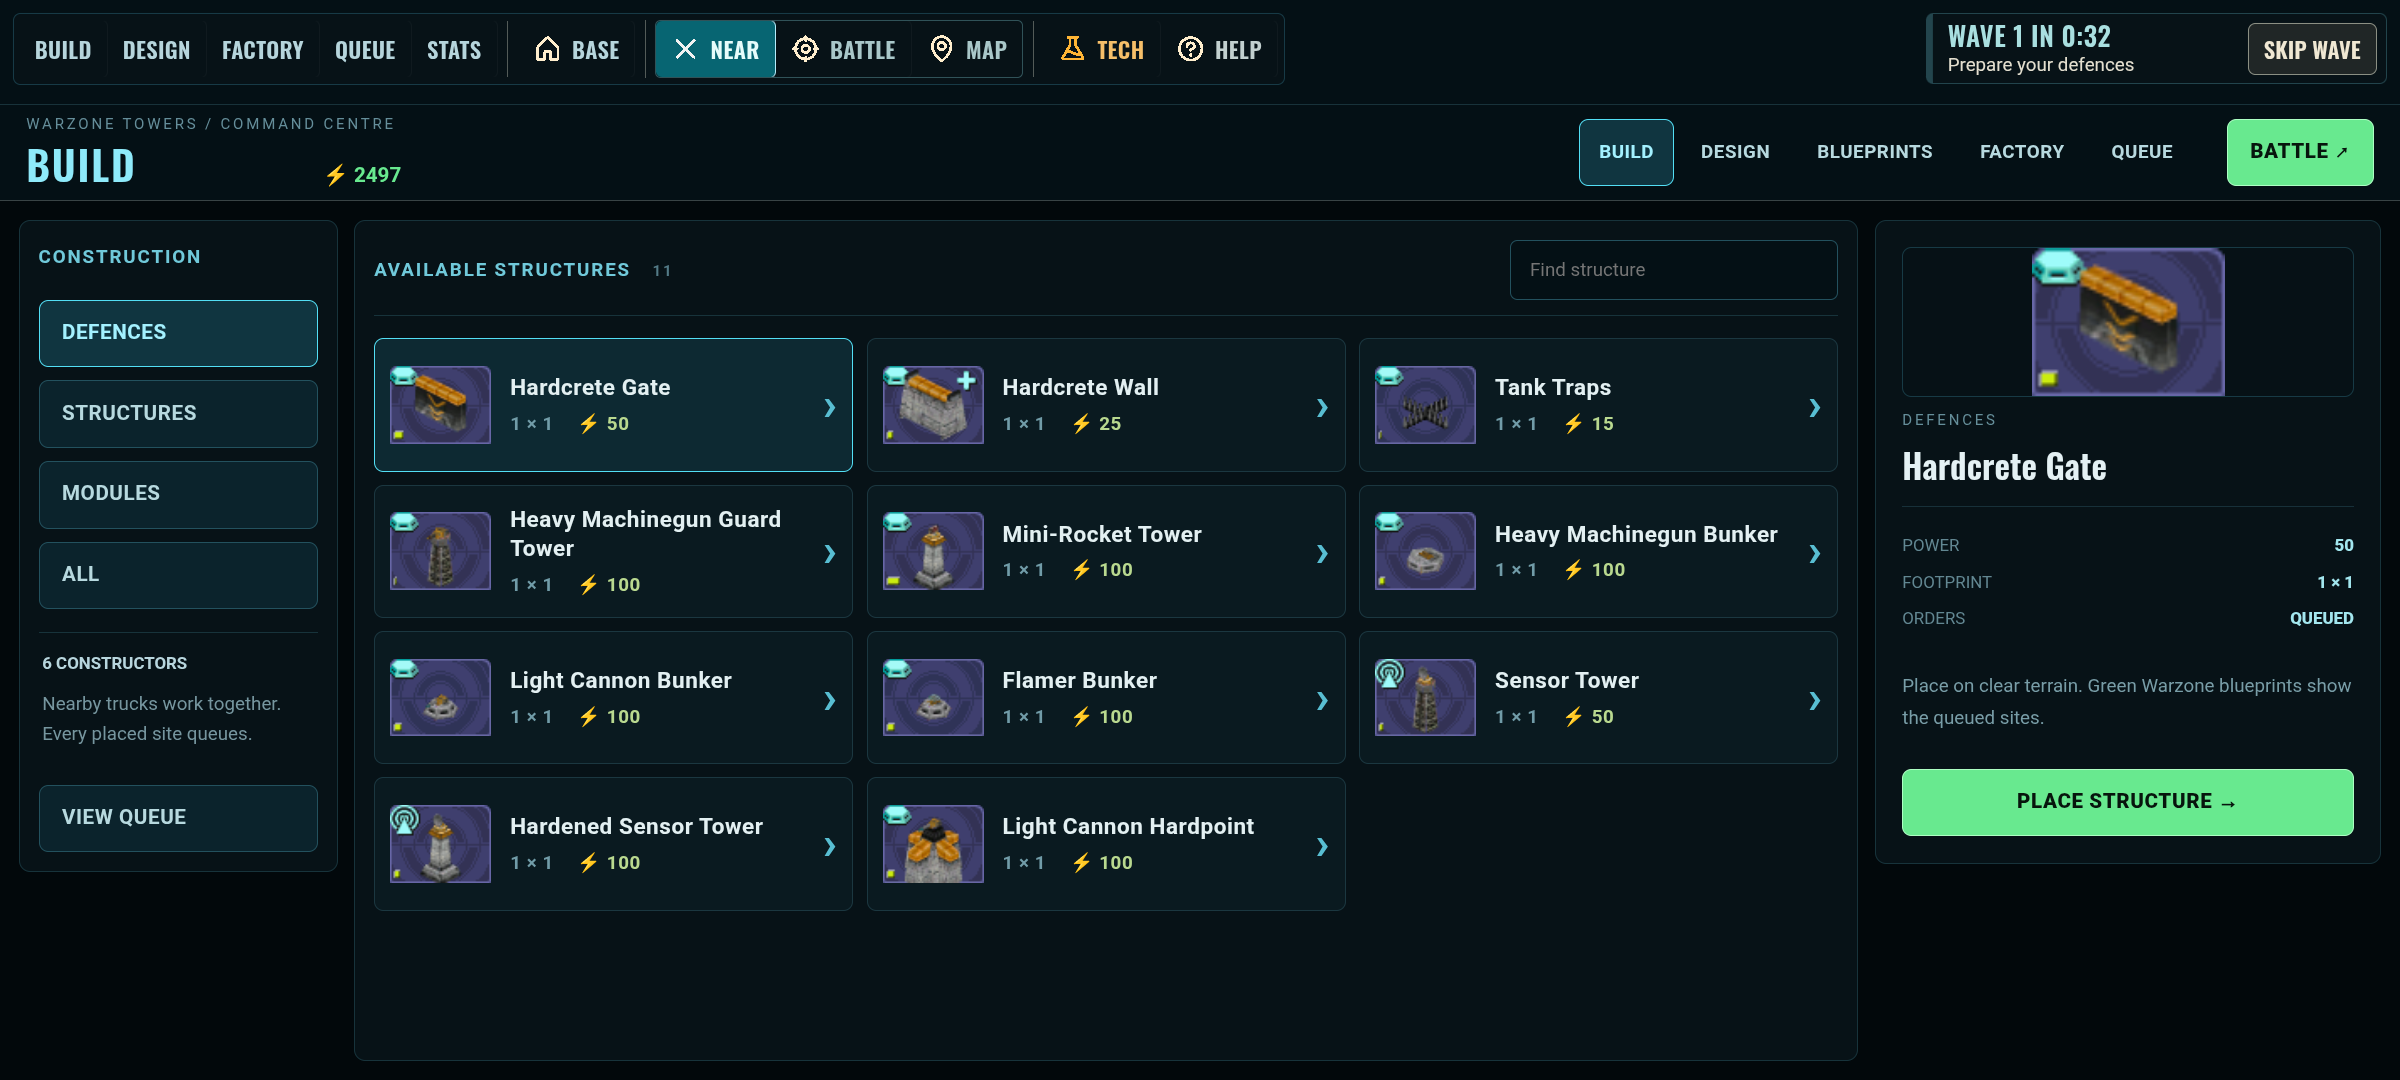 BUILD DESIGN FACTORY QUEUE STATS BASE NEAR BATTLE MAP TECH HELP
WAVE 1 IN 0:32
Prepare your defences
SKIP WAVE
WARZONE TOWERS / COMMAND CENTRE
BUILD
⚡ 2497
BUILD DESIGN BLUEPRINTS FACTORY QUEUE
BATTLE ↗
CONSTRUCTION
DEFENCES
STRUCTURES
MODULES
ALL
6 CONSTRUCTORS
Nearby trucks work together.
Every placed site queues.
VIEW QUEUE
AVAILABLE STRUCTURES 11
Find structure
Hardcrete Gate
1 × 1 ⚡ 50
Hardcrete Wall
1 × 1 ⚡ 25
Tank Traps
1 × 1 ⚡ 15
Heavy Machinegun Guard
Tower
1 × 1 ⚡ 100
Mini-Rocket Tower
1 × 1 ⚡ 100
Heavy Machinegun Bunker
1 × 1 ⚡ 100
Light Cannon Bunker
1 × 1 ⚡ 100
Flamer Bunker
1 × 1 ⚡ 100
Sensor Tower
1 × 1 ⚡ 50
Hardened Sensor Tower
1 × 1 ⚡ 100
Light Cannon Hardpoint
1 × 1 ⚡ 100
DEFENCES
Hardcrete Gate
POWER 50
FOOTPRINT 1 × 1
ORDERS QUEUED
Place on clear terrain. Green Warzone blueprints show
the queued sites.
PLACE STRUCTURE →